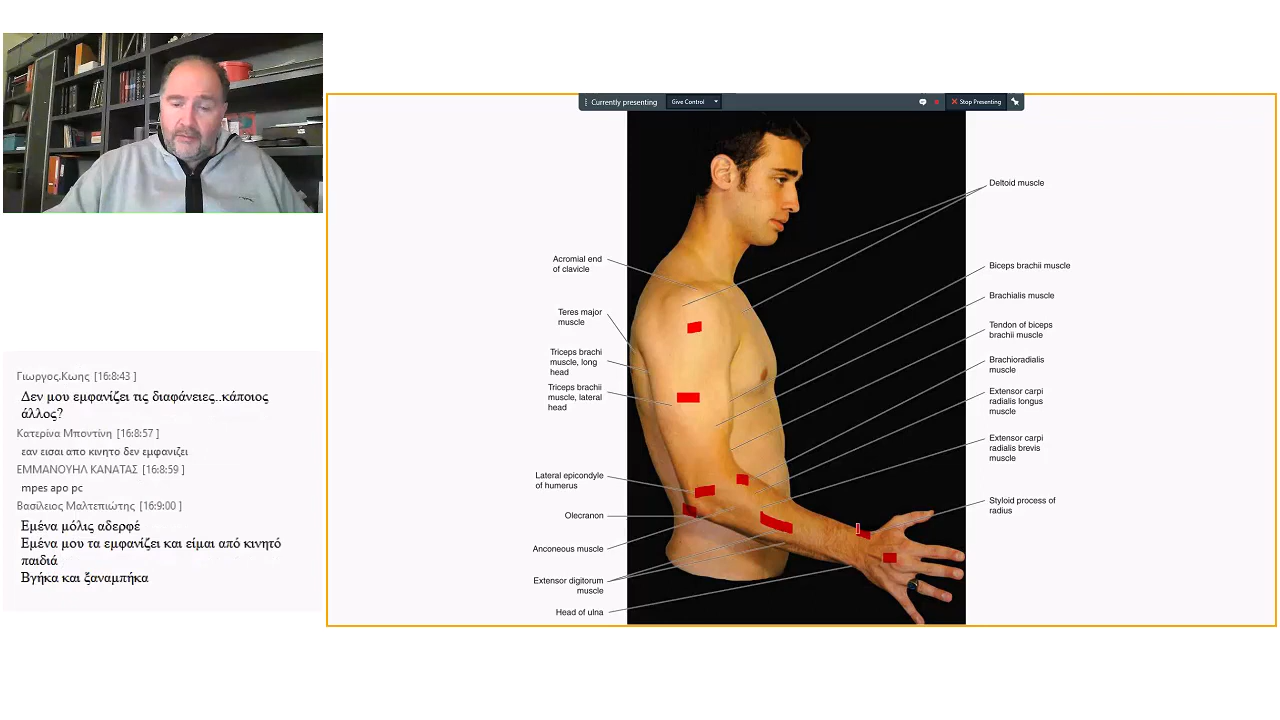 Currently presenting
Give Control
Stop Presenting
Γιωργος.Κωης [16:8:43 ]
Δεν μου εμφανίζει τις διαφάνειες..κάποιος
άλλος?
Κατερίνα Μποντίνη [16:8:57 ]
εαν εισαι απο κινητο δεν εμφανιζει
ΕΜΜΑΝΟΥΗΛ ΚΑΝΑΤΑΣ [16:8:59 ]
mpes apo pc
Βασίλειος Μαλτεπιώτης [16:9:00 ]
Εμένα μόλις αδερφέ
Εμένα μου τα εμφανίζει και είμαι από κινητό
παιδιά
Βγήκα και ξαναμπήκα
Acromial end
of clavicle
Teres major
muscle
Triceps brachi
muscle, long
head
Triceps brachii
muscle, lateral
head
Lateral epicondyle
of humerus
Olecranon
Anconeous muscle
Extensor digitorum
muscle
Head of ulna
Deltoid muscle
Biceps brachii muscle
Brachialis muscle
Tendon of biceps
brachii muscle
Brachioradialis
muscle
Extensor carpi
radialis longus
muscle
Extensor carpi
radialis brevis
muscle
Styloid process of
radius